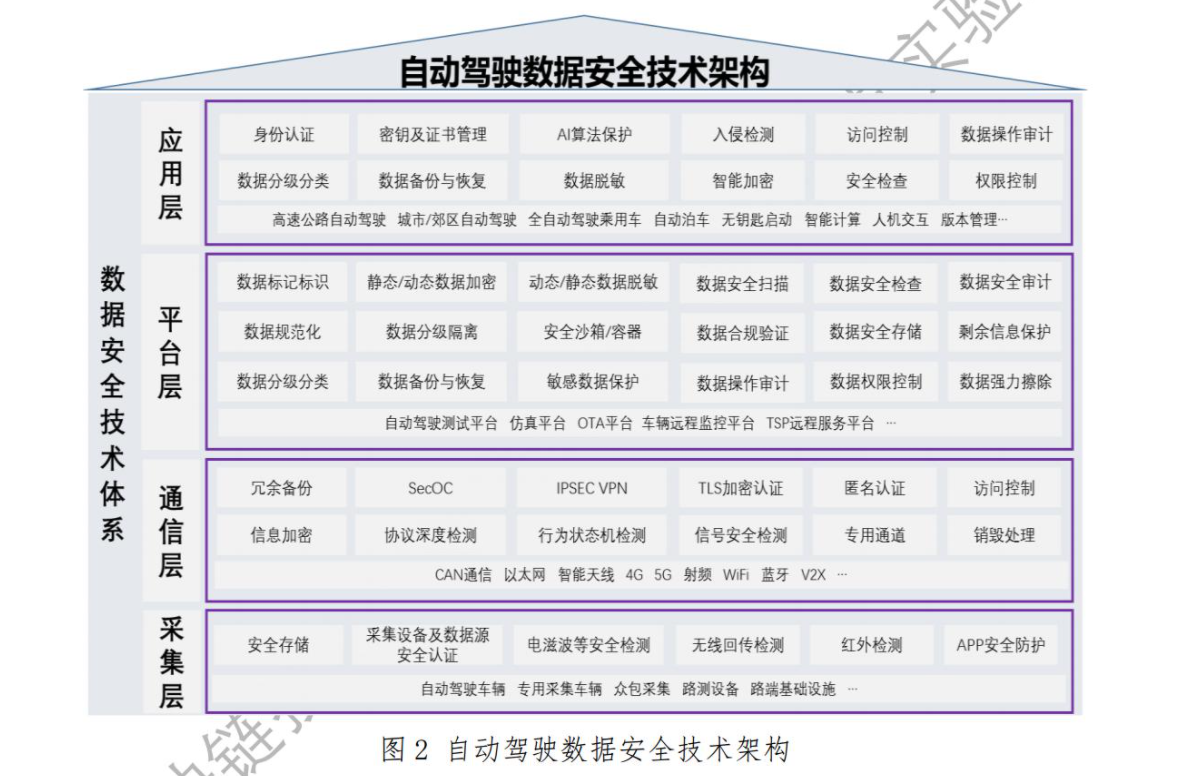 实验
自动驾驶数据安全技术架构
数据安全技术体系
应用层
身份认证 密钥及证书管理 AI算法保护 入侵检测 访问控制 数据操作审计
数据分级分类 数据备份与恢复 数据脱敏 智能加密 安全检查 权限控制
高速公路自动驾驶 城市/郊区自动驾驶 全自动驾驶乘用车 自动泊车 无钥匙启动 智能计算 人机交互 版本管理…
平台层
数据标记标识 静态/动态数据加密 动态/静态数据脱敏 数据安全扫描 数据安全检查 数据安全审计
数据规范化 数据分级隔离 安全沙箱/容器 数据合规验证 数据安全存储 剩余信息保护
数据分级分类 数据备份与恢复 敏感数据保护 数据操作审计 数据权限控制 数据强力擦除
自动驾驶测试平台 仿真平台 OTA平台 车辆远程监控平台 TSP远程服务平台 …
通信层
冗余备份 SecOC IPSEC VPN TLS加密认证 匿名认证 访问控制
信息加密 协议深度检测 行为状态机检测 信号安全检测 专用通道 销毁处理
CAN通信 以太网 智能天线 4G 5G 射频 WiFi 蓝牙 V2X …
采集层
安全存储 采集设备及数据源安全认证 电滋波等安全检测 无线回传检测 红外检测 APP安全防护
自动驾驶车辆 专用采集车辆 众包采集 路测设备 路端基础设施 …
链
图 2 自动驾驶数据安全技术架构